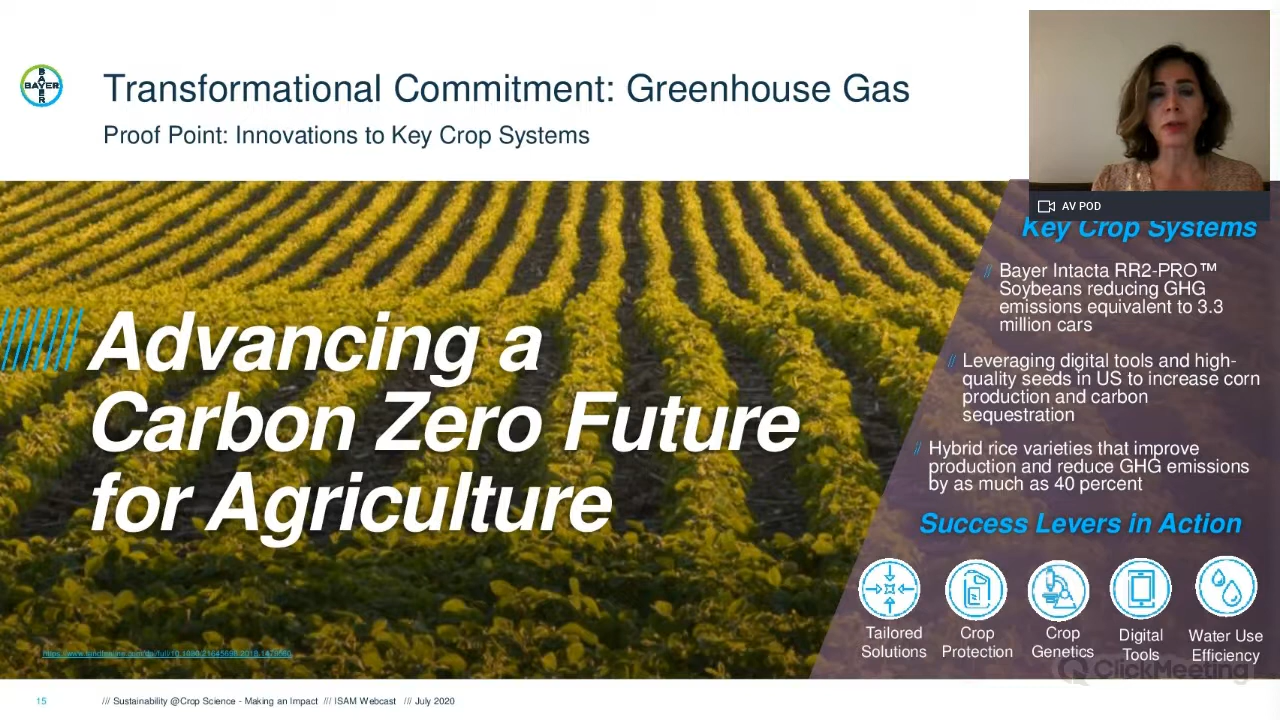 BAYER
BAYER
Transformational Commitment: Greenhouse Gas
Proof Point: Innovations to Key Crop Systems
AV POD
Key Crop Systems
// Bayer Intacta RR2-PRO™
Soybeans reducing GHG
emissions equivalent to 3.3
million cars
// Leveraging digital tools and high-
quality seeds in US to increase corn
production and carbon
sequestration
// Hybrid rice varieties that improve
production and reduce GHG emissions
by as much as 40 percent
Advancing a
Carbon Zero Future
for Agriculture
Success Levers in Action
Tailored
Solutions
Crop
Protection
Crop
Genetics
Digital
Tools
Water Use
Efficiency
ClickMeeting
15
/// Sustainability @Crop Science - Making an Impact /// ISAM Webcast /// July 2020